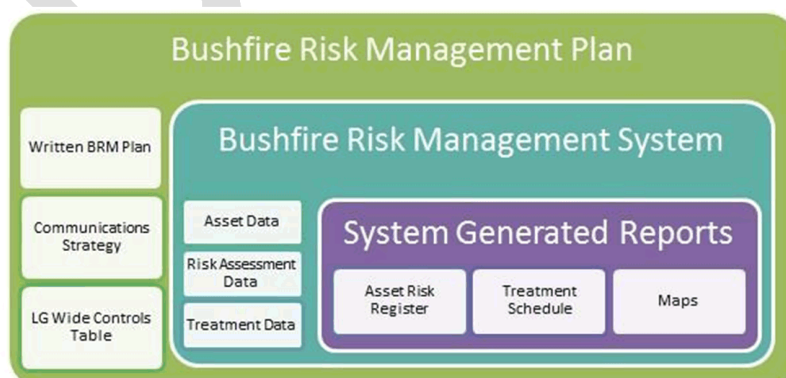 Bushfire Risk Management Plan
Written BRM Plan
Communications
Strategy
LG Wide Controls
Table
Bushfire Risk Management System
Asset Data
Risk Assessment
Data
Treatment Data
System Generated Reports
Asset Risk
Register
Treatment
Schedule
Maps